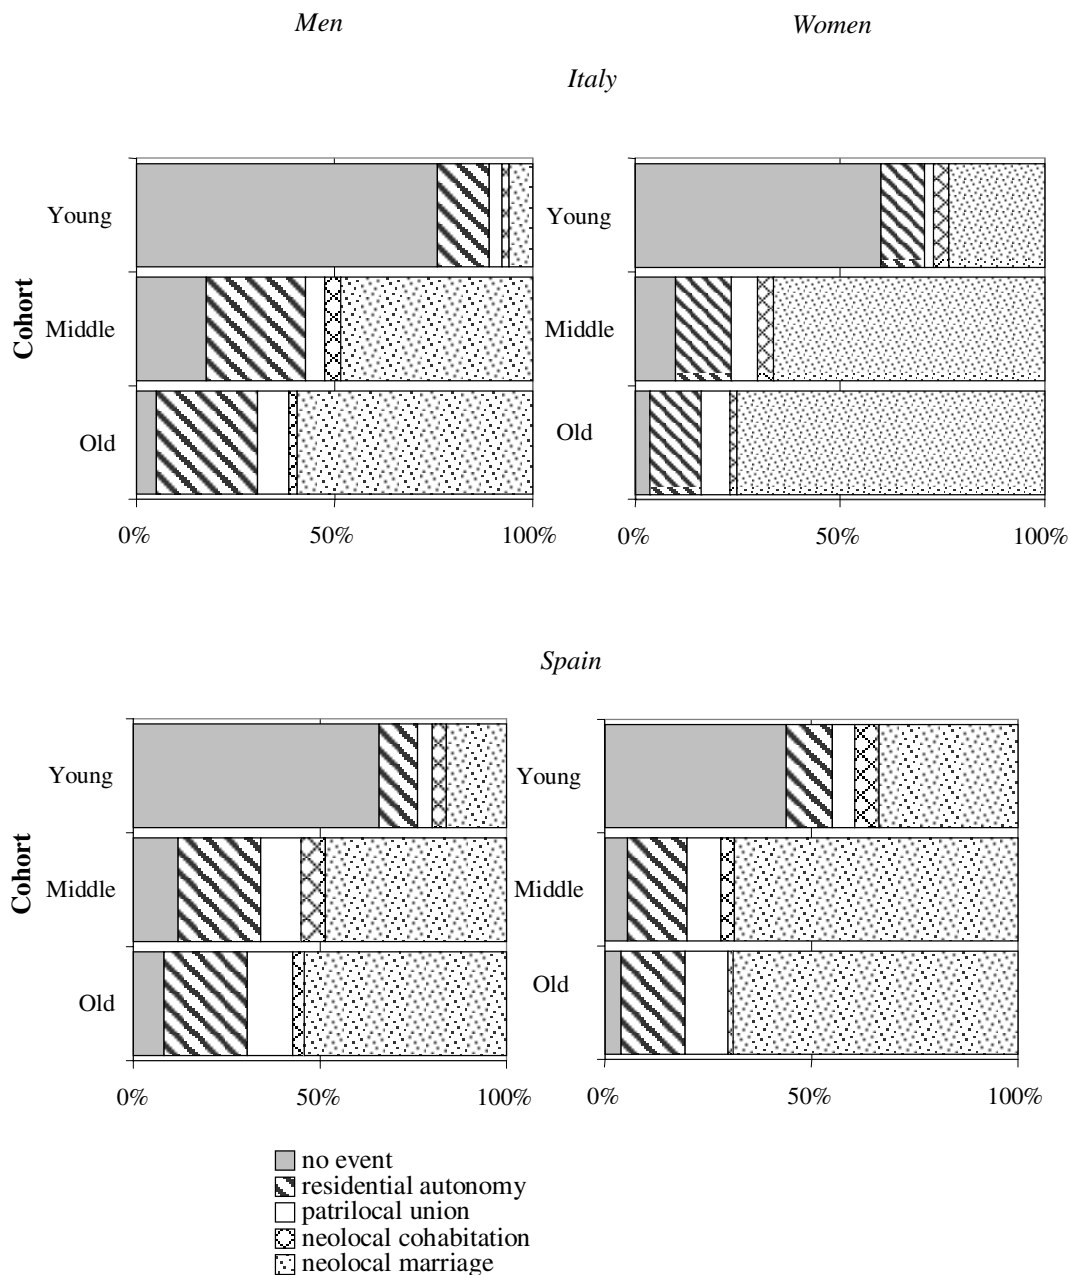 Men Women
Italy
Cohort
Young
Middle
Old
0% 50% 100%
Young
Middle
Old
0% 50% 100%
Spain
Cohort
Young
Middle
Old
0% 50% 100%
Young
Middle
Old
0% 50% 100%
no event
residential autonomy
patrilocal union
neolocal cohabitation
neolocal marriage